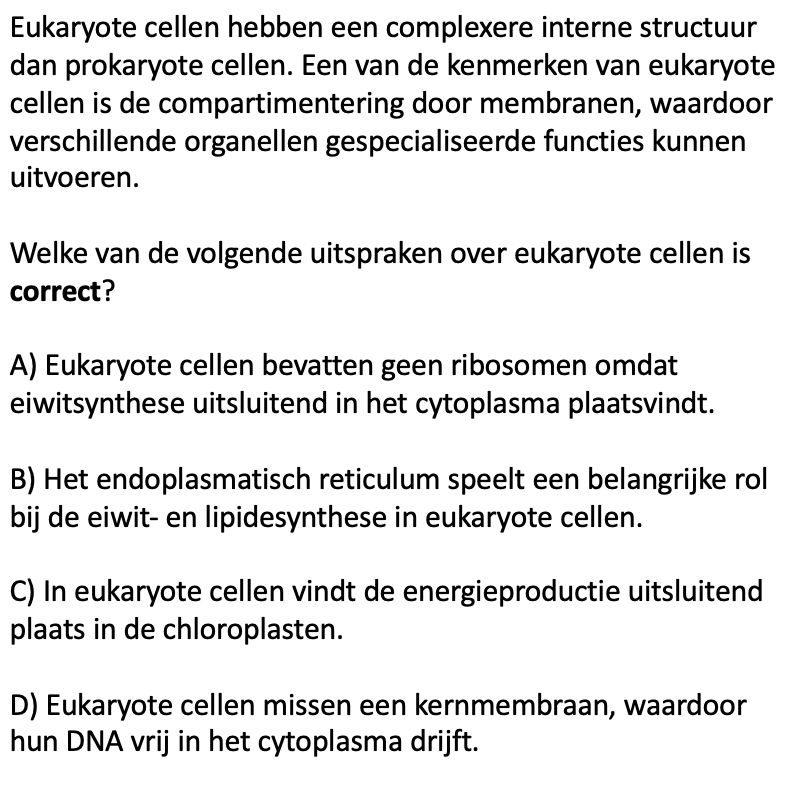 Eukaryote cellen hebben een complexere interne structuur
dan prokaryote cellen. Een van de kenmerken van eukaryote
cellen is de compartimentering door membranen, waardoor
verschillende organellen gespecialiseerde functies kunnen
uitvoeren.
Welke van de volgende uitspraken over eukaryote cellen is
correct?
A) Eukaryote cellen bevatten geen ribosomen omdat
eiwitsynthese uitsluitend in het cytoplasma plaatsvindt.
B) Het endoplasmatisch reticulum speelt een belangrijke rol
bij de eiwit- en lipidesynthese in eukaryote cellen.
C) In eukaryote cellen vindt de energieproductie uitsluitend
plaats in de chloroplasten.
D) Eukaryote cellen missen een kernmembraan, waardoor
hun DNA vrij in het cytoplasma drijft.